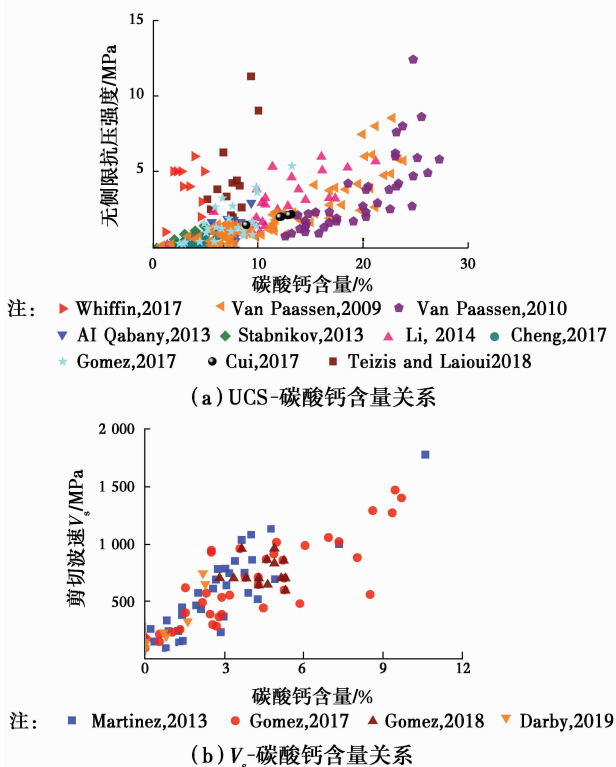 15
10
5
无侧限抗压强度/MPa
0
10
20
30
碳酸钙含量/%
注: Whiffin,2017 Van Paassen,2009 Van Paassen,2010
AI Qabany,2013 Stabnikov,2013 Li, 2014 Cheng,2017
Gomez,2017 Cui,2017 Teizis and Laioui2018
(a)UCS-碳酸钙含量关系
2 000
1 500
1 000
500
剪切波速Vs/MPa
0
3
6
9
12
碳酸钙含量/%
注: Martinez,2013 Gomez,2017 Gomez,2018 Darby,2019
(b)Vs-碳酸钙含量关系